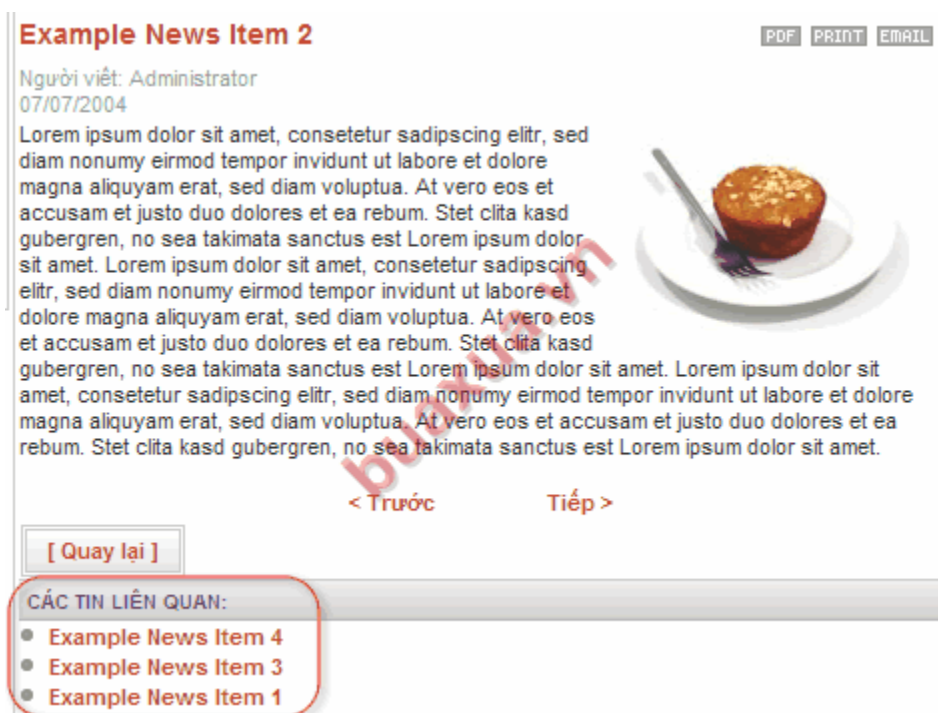 Example News Item 2
PDF PRINT EMAIL
Người viết: Administrator
07/07/2004
Lorem ipsum dolor sit amet, consetetur sadipscing elitr, sed
diam nonumy eirmod tempor invidunt ut labore et dolore
magna aliquyam erat, sed diam voluptua. At vero eos et
accusam et justo duo dolores et ea rebum. Stet clita kasd
gubergren, no sea takimata sanctus est Lorem ipsum dolor
sit amet. Lorem ipsum dolor sit amet, consetetur sadipscing
elitr, sed diam nonumy eirmod tempor invidunt ut labore et
dolore magna aliquyam erat, sed diam voluptua. At vero eos
et accusam et justo duo dolores et ea rebum. Stet clita kasd
gubergren, no sea takimata sanctus est Lorem ipsum dolor sit amet. Lorem ipsum dolor sit
amet, consetetur sadipscing elitr, sed diam nonumy eirmod tempor invidunt ut labore et dolore
magna aliquyam erat, sed diam voluptua. At vero eos et accusam et justo duo dolores et ea
rebum. Stet clita kasd gubergren, no sea takimata sanctus est Lorem ipsum dolor sit amet.
buaxua.vn
< Trước Tiếp >
[ Quay lại ]
CÁC TIN LIÊN QUAN:
Example News Item 4
Example News Item 3
Example News Item 1